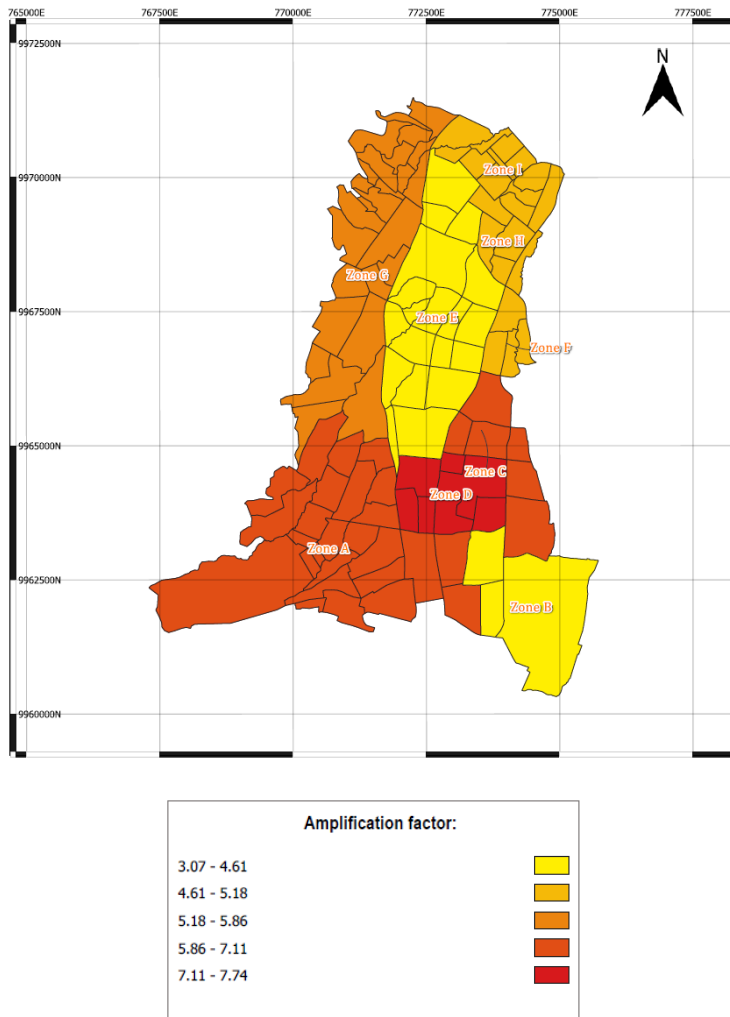 765000E 767500E 770000E 772500E 775000E 777500E
9972500N
N
9970000N
Zone I
Zone H
Zone G
9967500N
Zone E
Zone F
9965000N
Zone C
Zone D
Zone A
9962500N
Zone B
9960000N
Amplification factor:
3.07 - 4.61
4.61 - 5.18
5.18 - 5.86
5.86 - 7.11
7.11 - 7.74